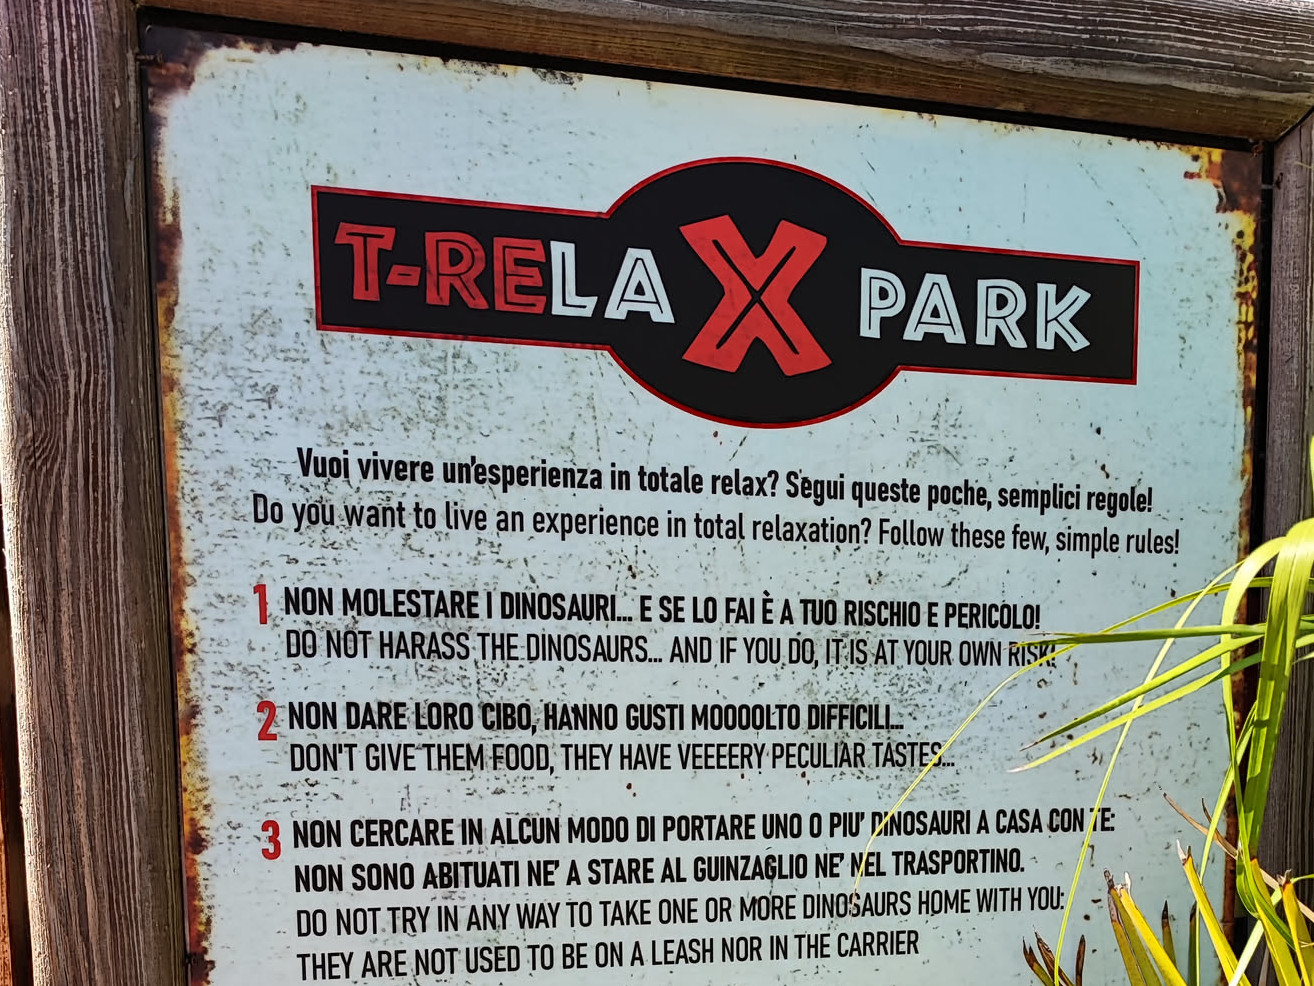 T-RELAX PARK
Vuoi vivere un'esperienza in totale relax? Segui queste poche, semplici regole!
Do you want to live an experience in total relaxation? Follow these few, simple rules!
1 NON MOLESTARE I DINOSAURI... E SE LO FAI È A TUO RISCHIO E PERICOLO!
DO NOT HARASS THE DINOSAURS... AND IF YOU DO, IT IS AT YOUR OWN RISK!
2 NON DARE LORO CIBO, HANNO GUSTI MOOOOLTO DIFFICILI...
DON'T GIVE THEM FOOD, THEY HAVE VEEEERY PECULIAR TASTES...
3 NON CERCARE IN ALCUN MODO DI PORTARE UNO O PIU' DINOSAURI A CASA CON TE:
NON SONO ABITUATI NE' A STARE AL GUINZAGLIO NE' NEL TRASPORTINO.
DO NOT TRY IN ANY WAY TO TAKE ONE OR MORE DINOSAURS HOME WITH YOU:
THEY ARE NOT USED TO BE ON A LEASH NOR IN THE CARRIER